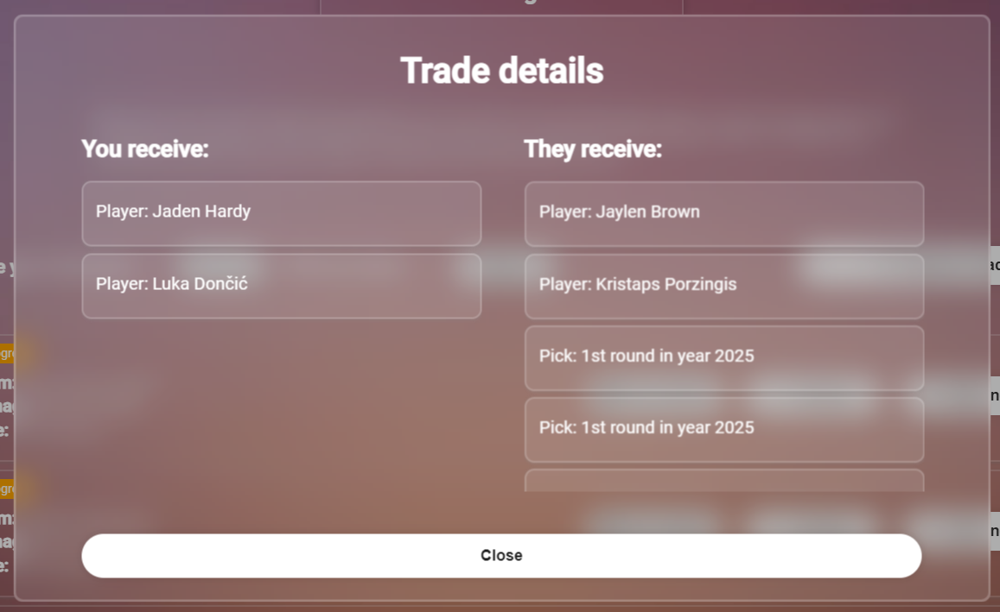 Trade details
You receive:
Player: Jaden Hardy
Player: Luka Dončić
They receive:
Player: Jaylen Brown
Player: Kristaps Porzingis
Pick: 1st round in year 2025
Pick: 1st round in year 2025
Close